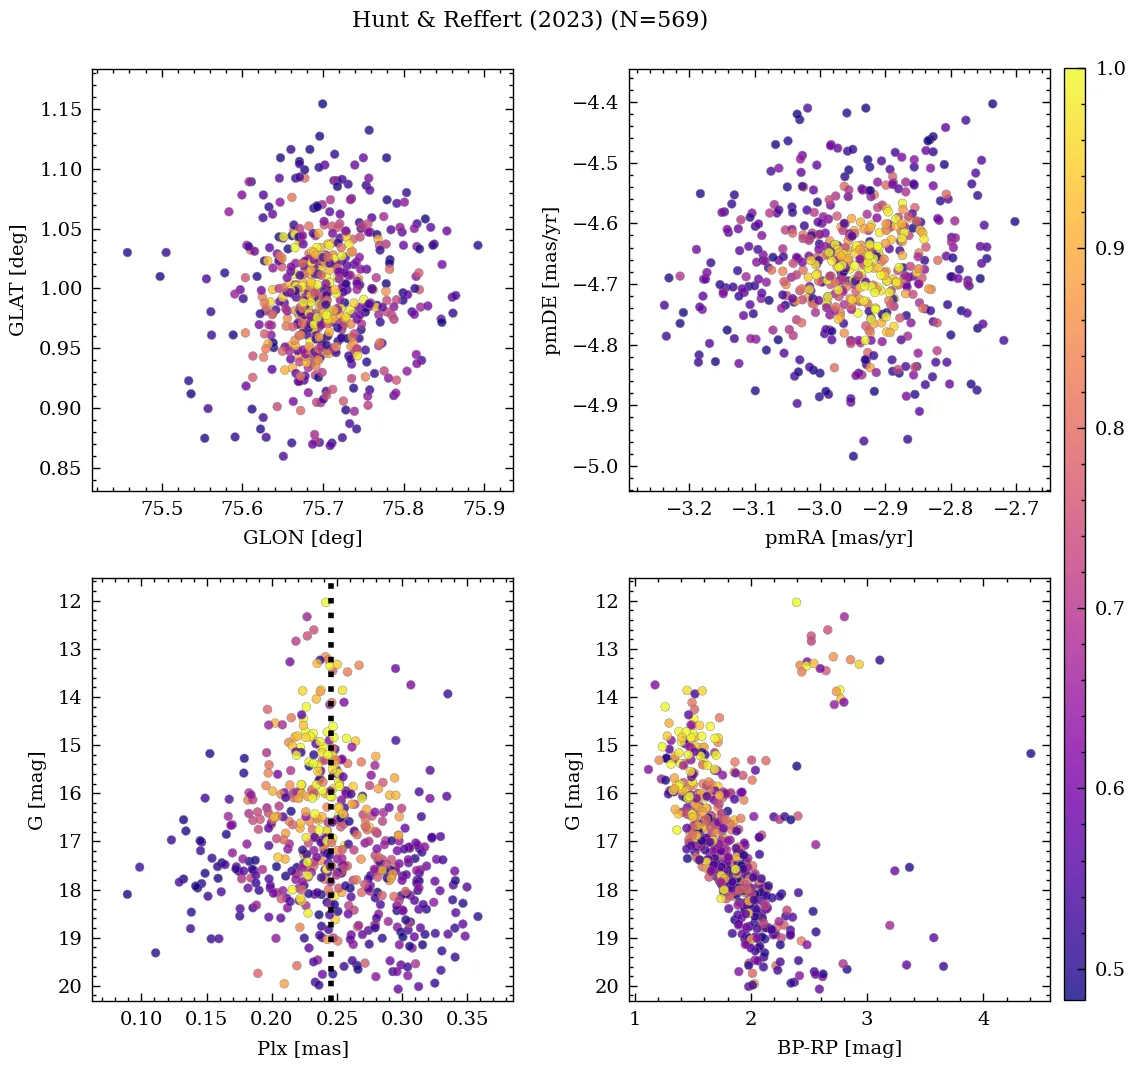 Hunt & Reffert (2023) (N=569)
1.15
1.10
1.05
1.00
0.95
0.90
0.85
GLAT [deg]
75.5 75.6 75.7 75.8 75.9
GLON [deg]
−4.4
−4.5
−4.6
−4.7
−4.8
−4.9
−5.0
pmDE [mas/yr]
−3.2 −3.1 −3.0 −2.9 −2.8 −2.7
pmRA [mas/yr]
1.0
0.9
0.8
0.7
0.6
0.5
12
13
14
15
16
17
18
19
20
G [mag]
0.10 0.15 0.20 0.25 0.30 0.35
Plx [mas]
12
13
14
15
16
17
18
19
20
G [mag]
1 2 3 4
BP-RP [mag]